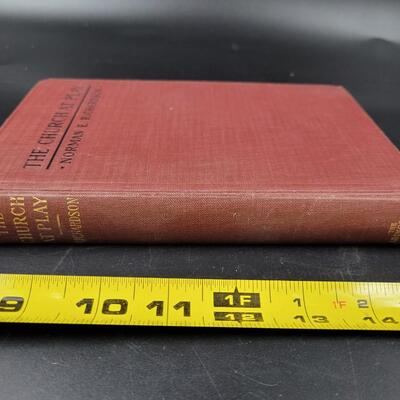 THE CHURCH AT PLAY
• NORMAN E. RICHARDSON •
THE
CHURCH
AT PLAY
RICHARDSON
THE
9 10 11 1F 1 1F 2
12 13 14